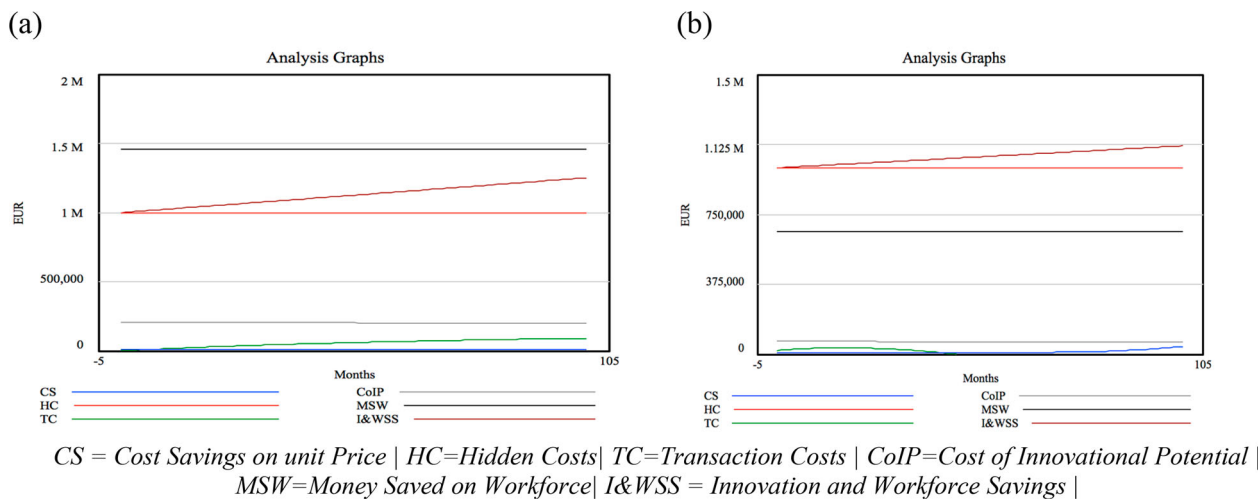 (a)
Analysis Graphs
2 M
1.5 M
1 M
500,000
0
EUR
-5
105
Months
CS
HC
TC
CoIP
MSW
I&WSS
(b)
Analysis Graphs
1.5 M
1.125 M
750,000
375,000
0
EUR
-5
105
Months
CS
HC
TC
CoIP
MSW
I&WSS
CS = Cost Savings on unit Price | HC=Hidden Costs| TC=Transaction Costs | CoIP=Cost of Innovational Potential |
MSW=Money Saved on Workforce| I&WSS = Innovation and Workforce Savings |